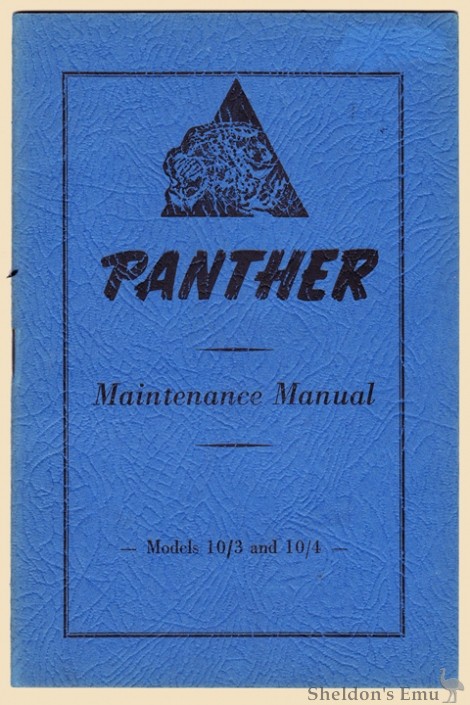 PANTHER
Maintenance Manual
— Models 10/3 and 10/4 —
Sheldon's Emu